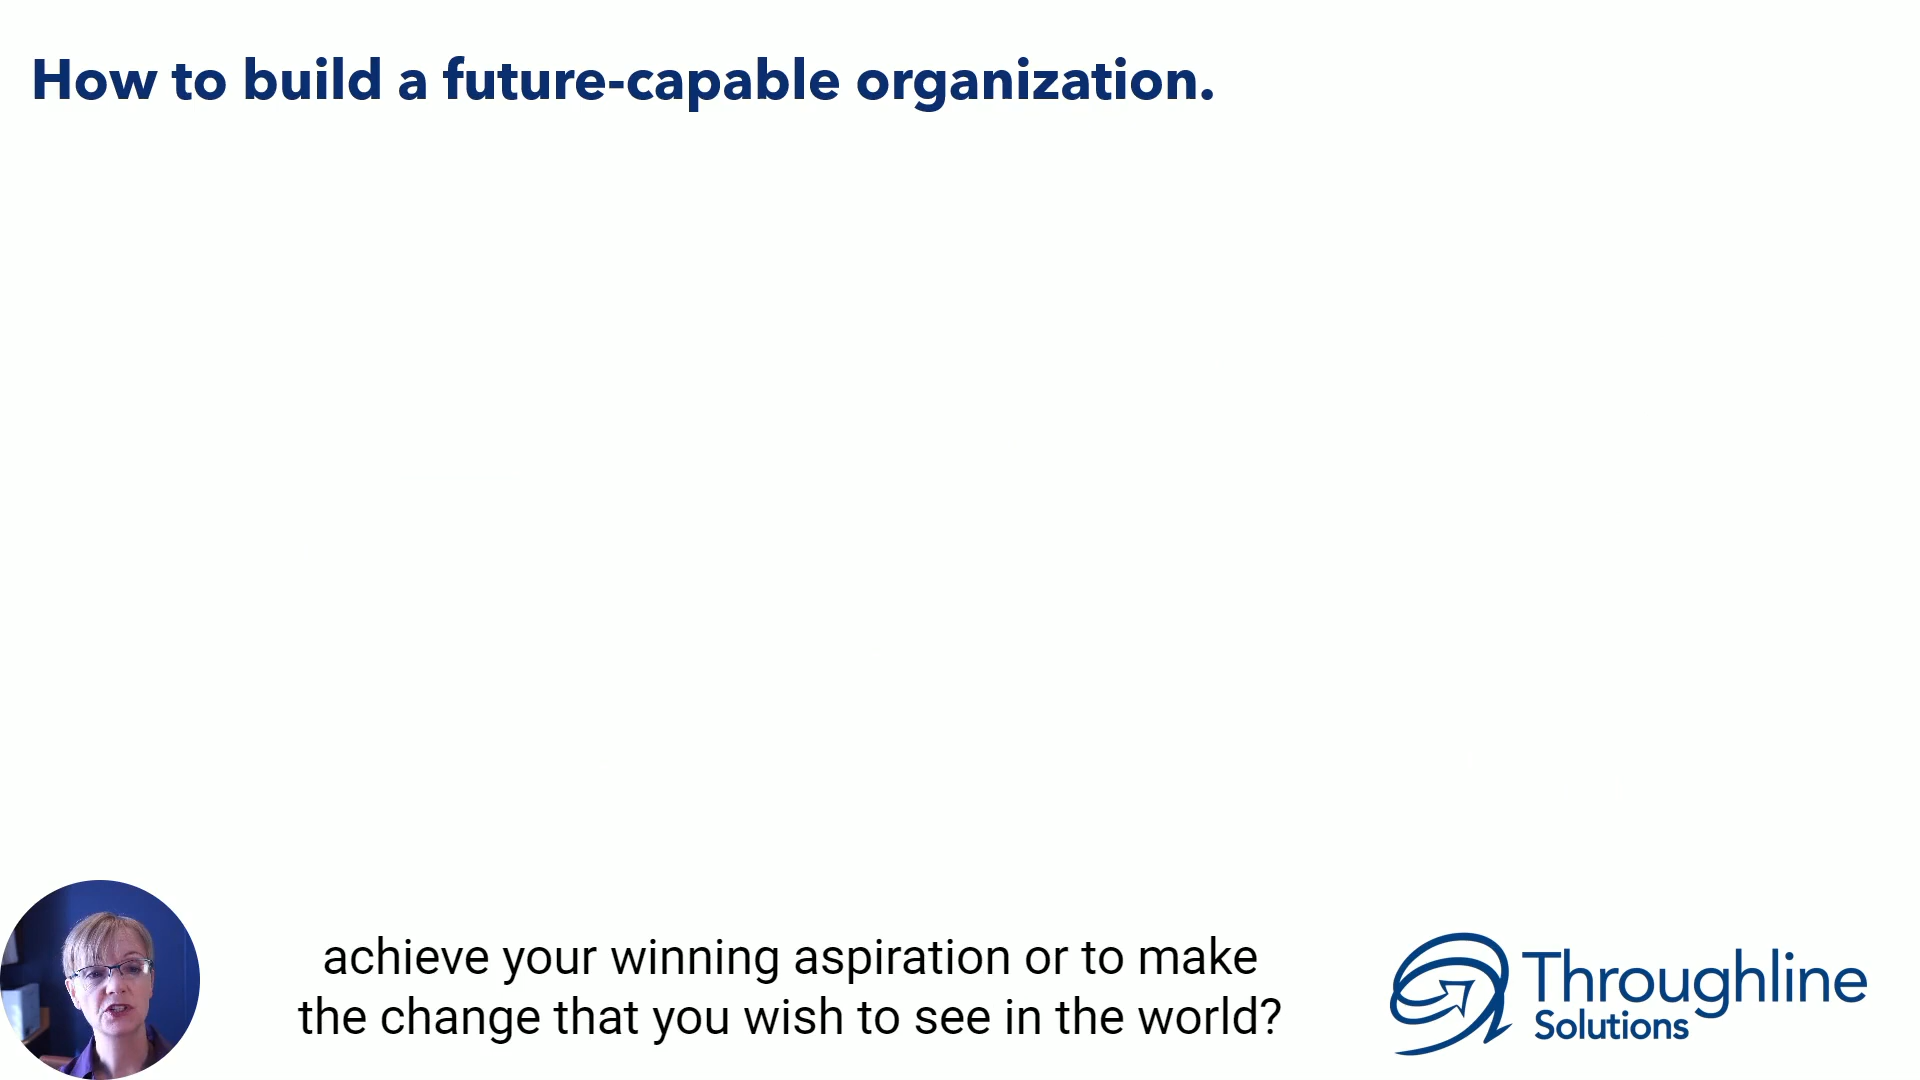 How to build a future-capable organization.
achieve your winning aspiration or to make
the change that you wish to see in the world?
Throughline
Solutions